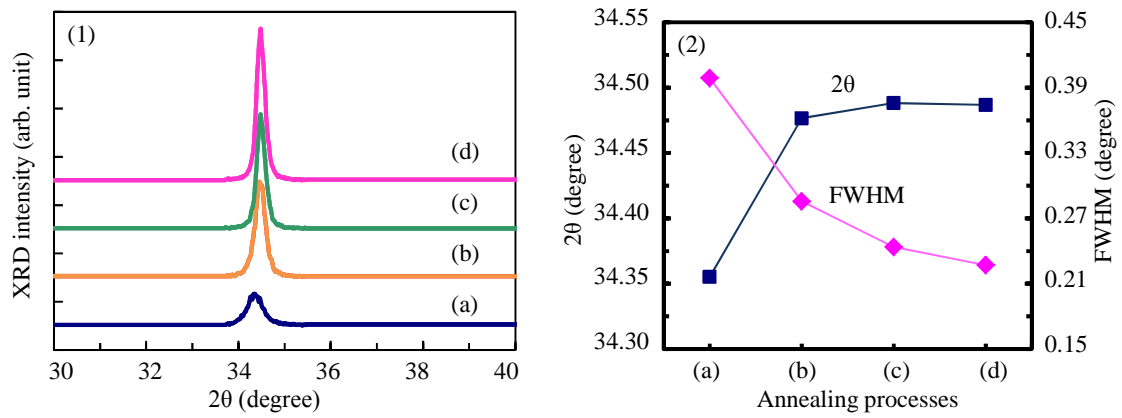 (1)
XRD intensity (arb. unit)
(d)
(c)
(b)
(a)
30 32 34 36 38 40
2θ (degree)
(2)
2θ (degree)
34.55
34.50
34.45
34.40
34.35
34.30
2θ
FWHM
0.45
0.39
0.33
0.27
0.21
0.15
FWHM (degree)
(a) (b) (c) (d)
Annealing processes